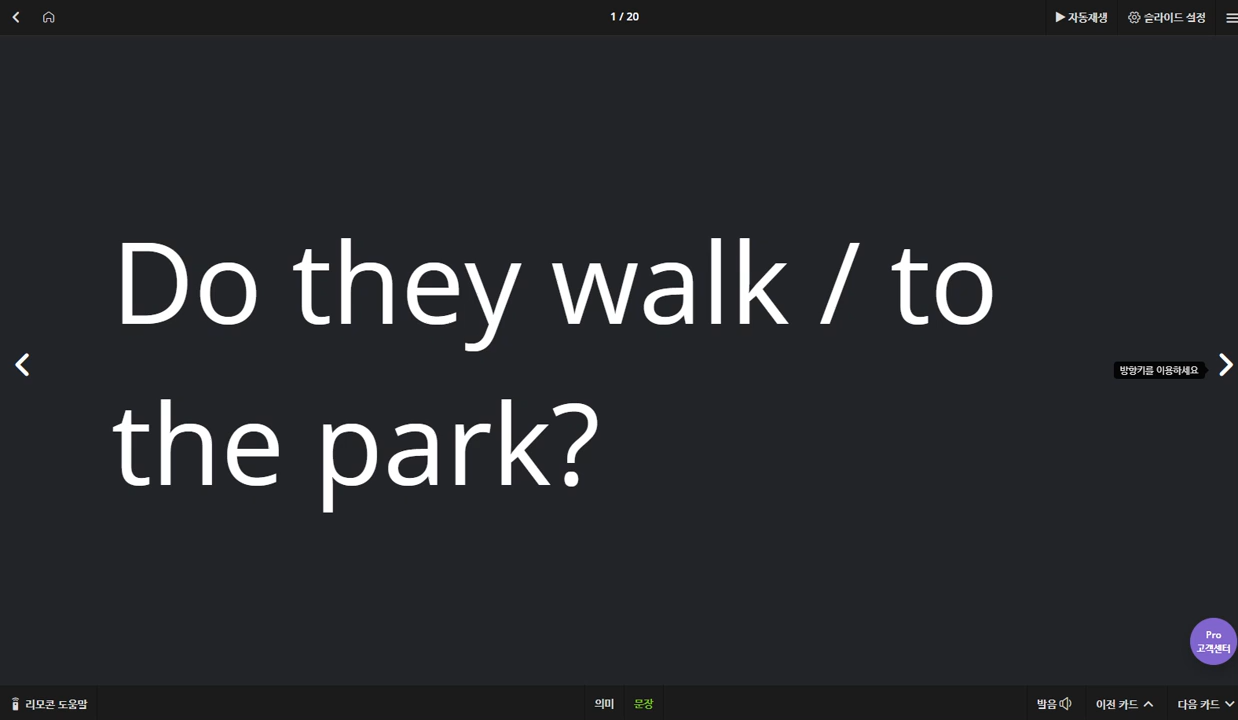 1 / 20
자동재생
슬라이드 설정
Do they walk / to
the park?
방향키를 이용하세요
Pro
고객센터
리모콘 도움말
의미
문장
발음
이전 카드
다음 카드